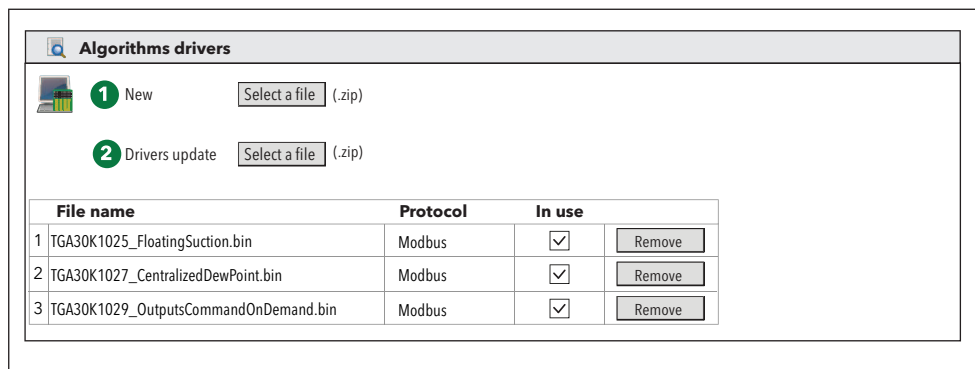 Algorithms drivers
1 New Select a file (.zip)
2 Drivers update Select a file (.zip)
File name Protocol In use
1 TGA30K1025_FloatingSuction.bin Modbus Remove
2 TGA30K1027_CentralizedDewPoint.bin Modbus Remove
3 TGA30K1029_OutputsCommandOnDemand.bin Modbus Remove